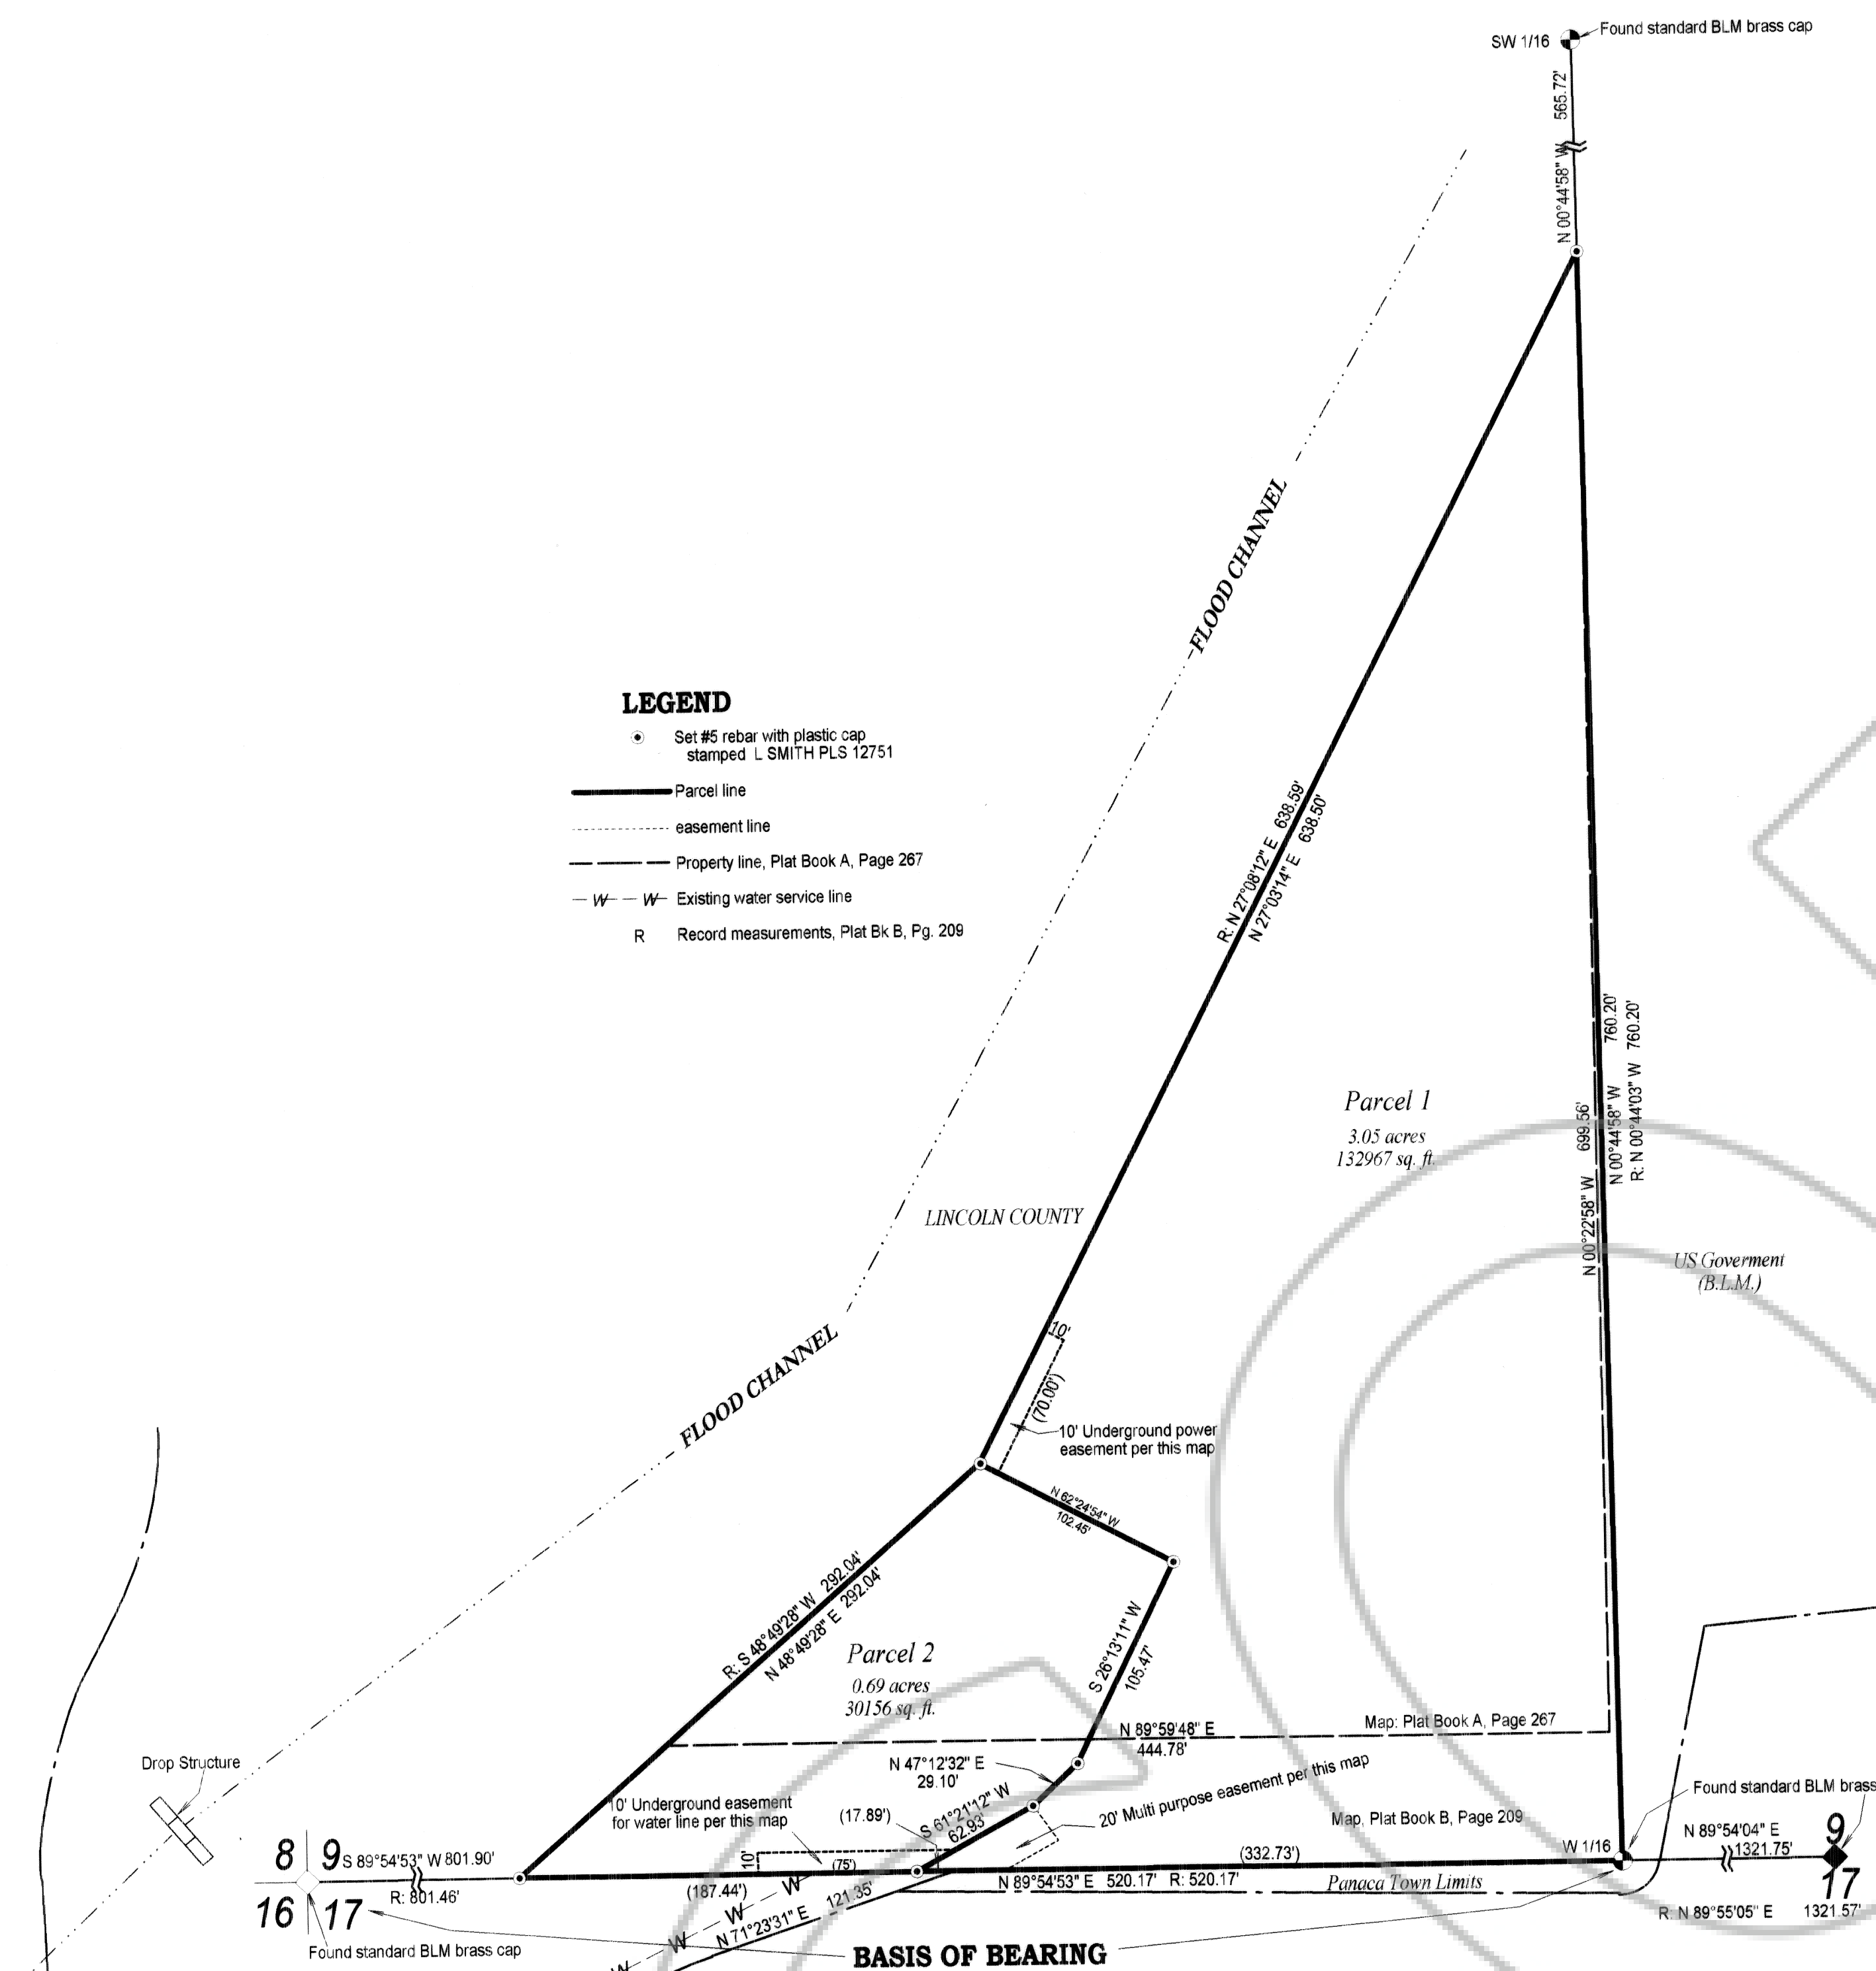 SW 1/16
Found standard BLM brass cap
N 00°44'58" W 565.72'
FLOOD CHANNEL
LEGEND
Set #5 rebar with plastic cap
stamped L SMITH PLS 12751
Parcel line
easement line
Property line, Plat Book A, Page 267
W W Existing water service line
R Record measurements, Plat Bk B, Pg. 209
R: N 27°08'12" E 638.59'
N 27°03'14" E 638.50'
N 00°22'58" W 699.56'
N 00°44'58" W 760.20'
R: N 00°44'03" W 760.20'
Parcel 1
3.05 acres
132967 sq. ft.
LINCOLN COUNTY
US Goverment
(B.L.M.)
FLOOD CHANNEL
10'
(70.00')
10' Underground power
easement per this map
N 62°24'54" W
102.45'
R: S 48°49'28" W 292.04'
N 48°49'28" E 292.04'
Parcel 2
0.69 acres
30156 sq. ft.
S 26°13'11" W
105.47'
N 89°59'48" E
444.78'
Map: Plat Book A, Page 267
Drop Structure
N 47°12'32" E
29.10'
10' Underground easement
for water line per this map
(17.89')
S 61°21'12" W
62.93'
20' Multi purpose easement per this map
Map, Plat Book B, Page 209
Found standard BLM brass
8 9
S 89°54'53" W 801.90'
R: 801.46'
16 17
10'
(75')
(187.44')
(332.73')
W 1/16
N 89°54'04" E
1321.75'
9
17
N 89°54'53" E 520.17' R: 520.17'
Panaca Town Limits
R: N 89°55'05" E 1321.57'
W
W
W
W
N 71°23'31" E 121.35'
Found standard BLM brass cap
BASIS OF BEARING